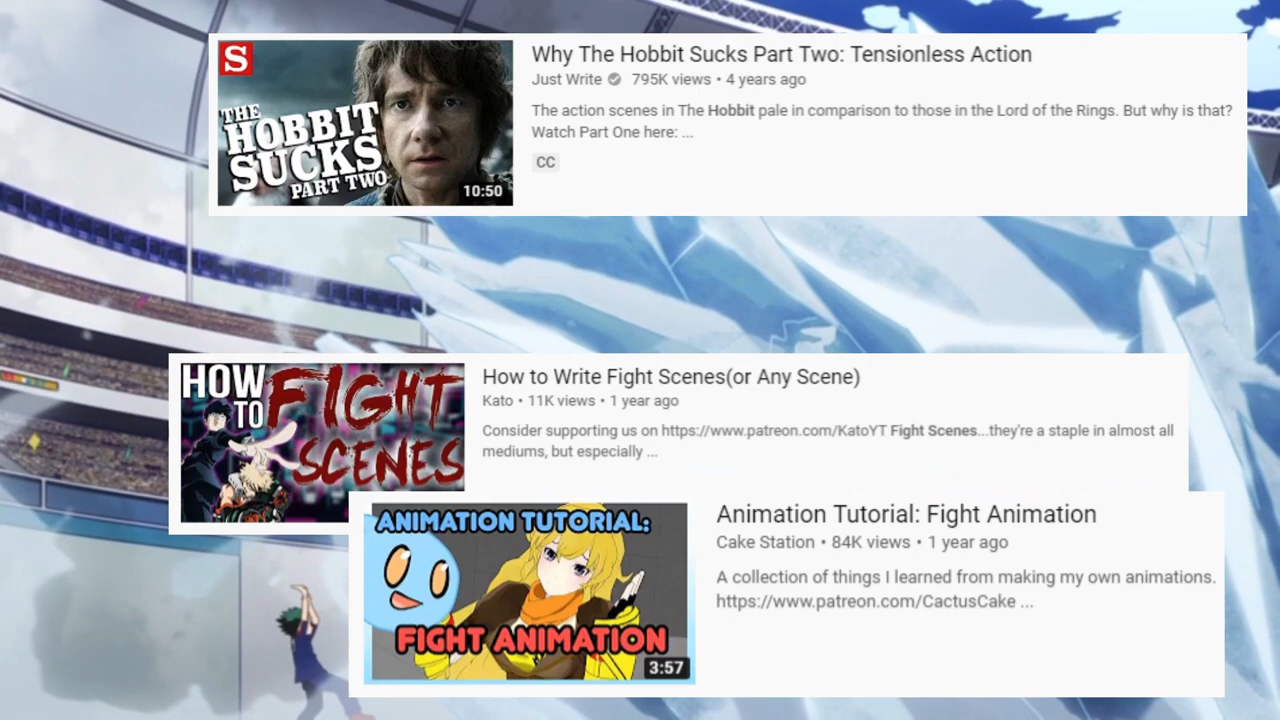 S
THE
HOBBIT
SUCKS
PART TWO
10:50
Why The Hobbit Sucks Part Two: Tensionless Action
Just Write 795K views • 4 years ago
The action scenes in The Hobbit pale in comparison to those in the Lord of the Rings. But why is that?
Watch Part One here: ...
CC
HOW
TO FIGHT
SCENES
How to Write Fight Scenes(or Any Scene)
Kato • 11K views • 1 year ago
Consider supporting us on https://www.patreon.com/KatoYT Fight Scenes...they're a staple in almost all
mediums, but especially ...
ANIMATION TUTORIAL:
FIGHT ANIMATION
3:57
Animation Tutorial: Fight Animation
Cake Station • 84K views • 1 year ago
A collection of things I learned from making my own animations.
https://www.patreon.com/CactusCake ...